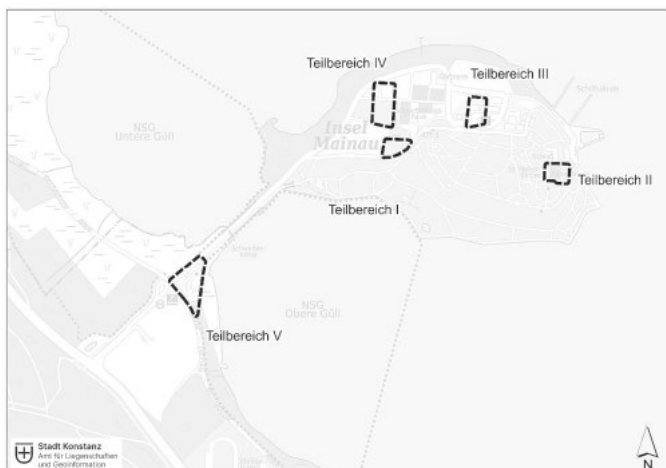 Teilbereich IV
Teilbereich III
NSG
Untere Güll
Insel
Mainau
Teilbereich II
Teilbereich I
NSG
Obere Güll
Teilbereich V
Stadt Konstanz
Amt für Liegenschaften
und Geoinformation
N